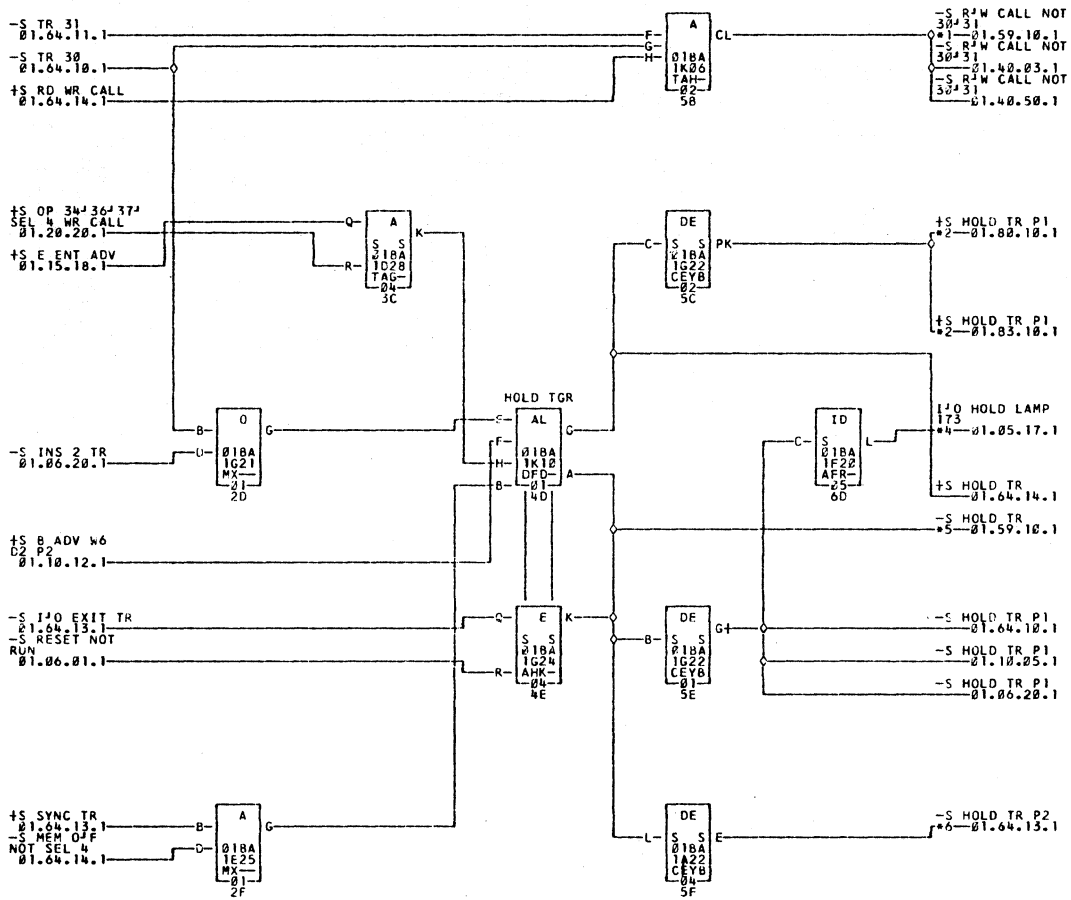 -S TR 31
01.64.11.1
-S TR 30
01.64.10.1
+S RD WR CALL
01.64.14.1
F
G
H
A
01BA
1K06
TAH-
02
5B
CL
-S R┘W CALL NOT
30┘31
*1-01.59.10.1
-S R┘W CALL NOT
30┘31
01.40.03.1
-S R┘W CALL NOT
30┘31
01.40.50.1
+S OP 34┘36┘37┘
SEL 4 WR CALL
01.20.20.1
+S E ENT ADV
01.15.18.1
Q
R
A
S S
01BA
1D28
TAG-
04
3C
K
C
DE
S S
01BA
1G22
CEYB
02
5C
PK
+S HOLD TR P1
*2-01.80.10.1
+S HOLD TR P1
*2-01.83.10.1
B
D
O
01BA
1G21
MX-
01
2D
G
-S INS 2 TR
01.06.20.1
HOLD TGR
F
H
B
AL
01BA
1K10
DFD-
01
4D
G
A
C
ID
S
01BA
1F20
AFR-
05
6D
L
I┘O HOLD LAMP
173
*4-01.05.17.1
+S HOLD TR
01.64.14.1
-S HOLD TR
*5-01.59.10.1
+S B ADV W6
D2 P2
01.10.12.1
-S I┘O EXIT TR
01.64.13.1
-S RESET NOT
RUN
01.06.01.1
Q
R
E
S S
01BA
1G24
AHK-
04
4E
K
B
DE
S S
01BA
1G22
CEYB
01
5E
G+
-S HOLD TR P1
01.64.10.1
-S HOLD TR P1
01.10.05.1
-S HOLD TR P1
01.06.20.1
+S SYNC TR
01.64.13.1
-S MEM O┘F
NOT SEL 4
01.64.14.1
B
D
A
01BA
1E25
MX-
01
2F
G
L
DE
S S
01BA
1A22
CEYB
04
5F
E
-S HOLD TR P2
*6-01.64.13.1